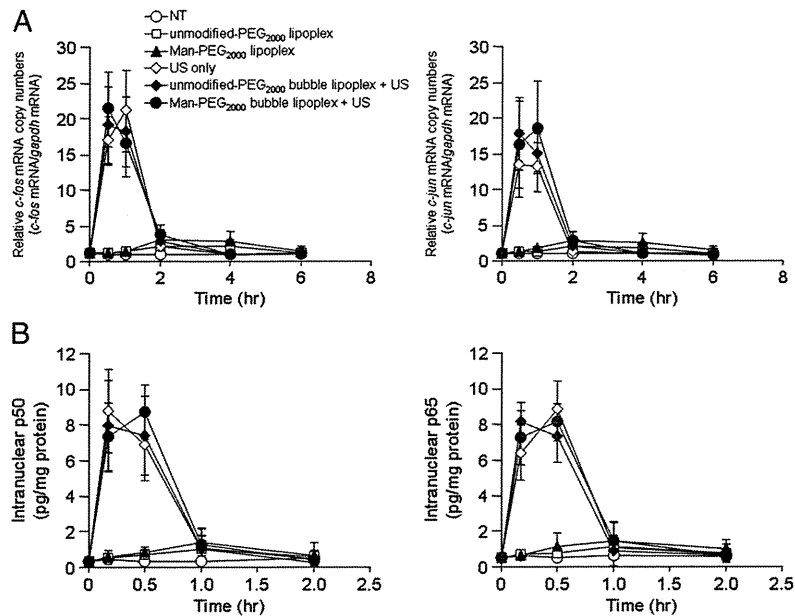 A
NT
unmodified-PEG2000 lipoplex
Man-PEG2000 lipoplex
US only
unmodified-PEG2000 bubble lipoplex + US
Man-PEG2000 bubble lipoplex + US
Relative c-fos mRNA copy numbers
(c-fos mRNA/gapdh mRNA)
30
25
20
15
10
5
0
0 2 4 6 8
Time (hr)
Relative c-jun mRNA copy numbers
(c-jun mRNA/gapdh mRNA)
30
25
20
15
10
5
0
0 2 4 6 8
Time (hr)
B
Intranuclear p50
(pg/mg protein)
12
10
8
6
4
2
0
0 0.5 1.0 1.5 2.0 2.5
Time (hr)
Intranuclear p65
(pg/mg protein)
12
10
8
6
4
2
0
0 0.5 1.0 1.5 2.0 2.5
Time (hr)